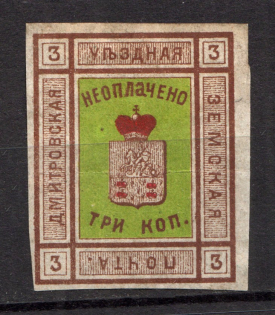 3 УѢЗДНАЯ 3
НЕОПЛАЧЕНО
ДМИТРОВСКАЯ
ЗЕМСКАЯ
ТРИ КОП.
3 ПОЧТА. 3